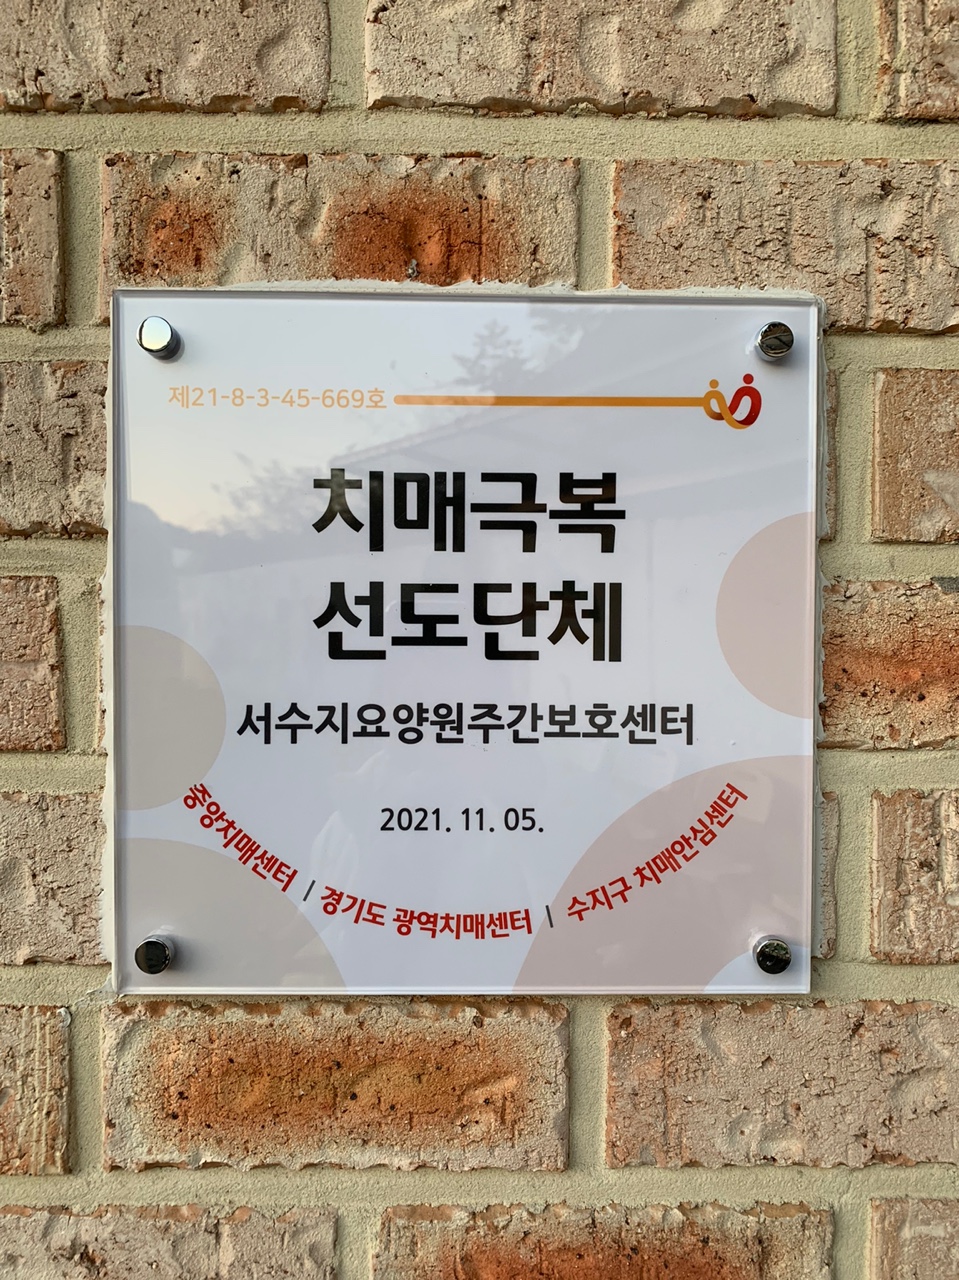 제21-8-3-45-669호
치매극복
선도단체
서수지요양원주간보호센터
2021. 11. 05.
중앙치매센터 | 경기도 광역치매센터 | 수지구 치매안심센터